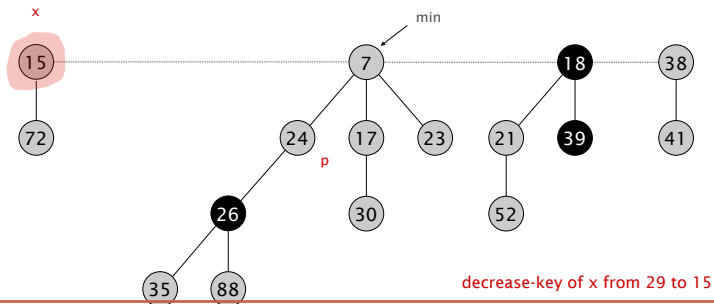 x
min
15 7 18 38
72 24 17 23 21 39 41
p
26 30 52
35 88
decrease-key of x from 29 to 15